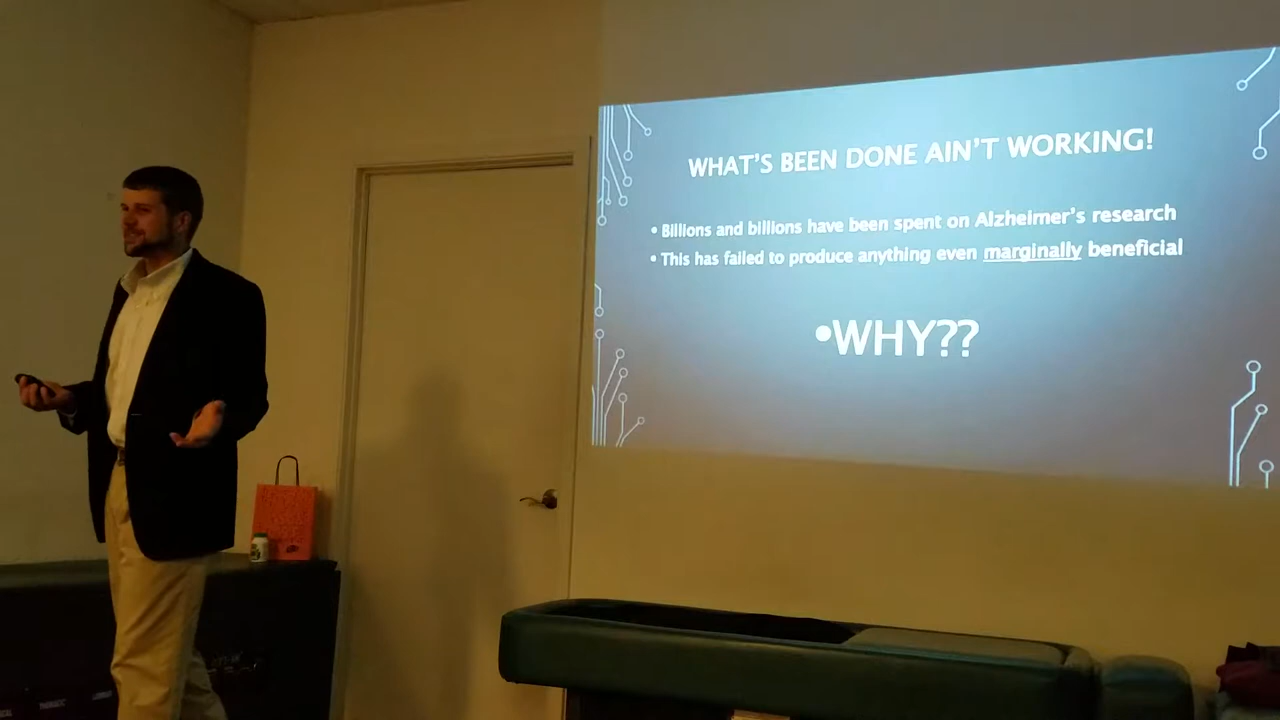 WHAT'S BEEN DONE AIN'T WORKING!
• Billions and billions have been spent on Alzheimer's research
• This has failed to produce anything even marginally beneficial
•WHY??
THORACIC